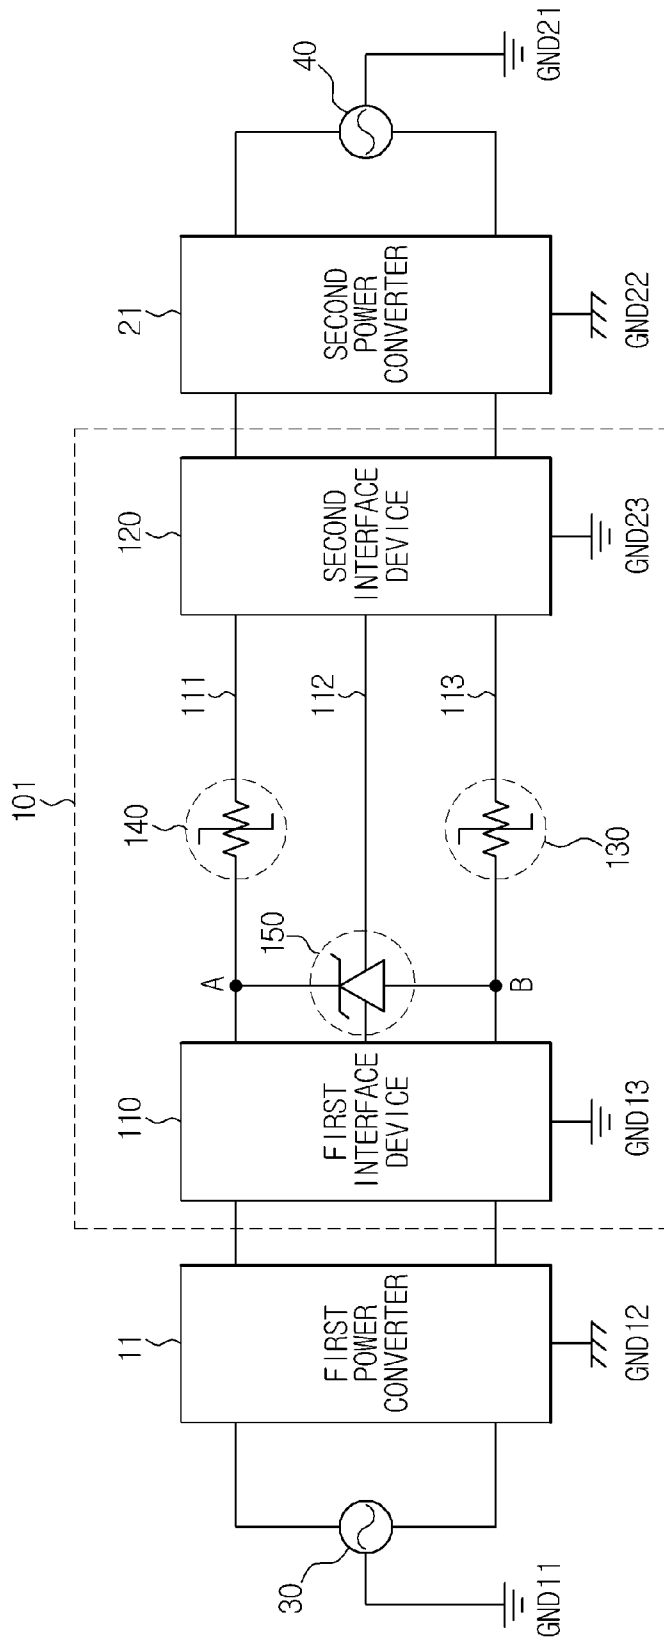 101
11
FIRST
POWER
CONVERTER
110
FIRST
INTERFACE
DEVICE
A
150
140
111
112
113
120
SECOND
INTERFACE
DEVICE
21
SECOND
POWER
CONVERTER
40
30
B
130
GND11
GND12
GND13
GND23
GND22
GND21